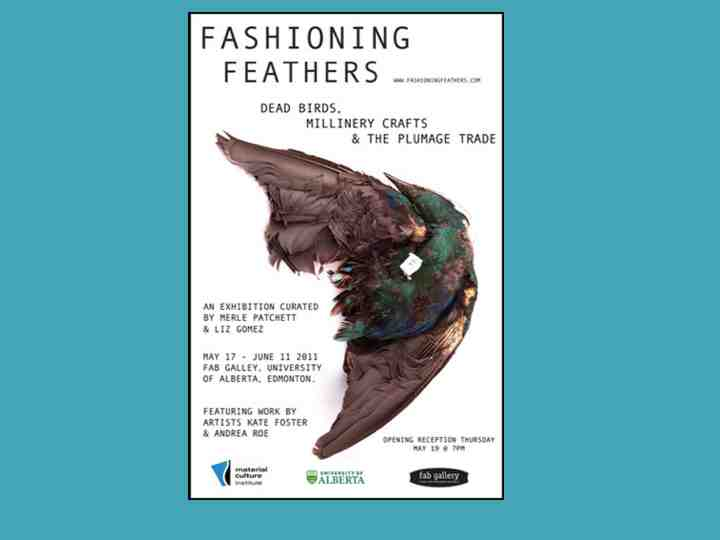 FASHIONING
FEATHERS
WWW.FASHIONINGFEATHERS.COM
DEAD BIRDS,
MILLINERY CRAFTS
& THE PLUMAGE TRADE
AN EXHIBITION CURATED
BY MERLE PATCHETT
& LIZ GOMEZ
MAY 17 - JUNE 11 2011
FAB GALLEY, UNIVERSITY
OF ALBERTA, EDMONTON.
FEATURING WORK BY
ARTISTS KATE FOSTER
& ANDREA ROE
OPENING RECEPTION THURSDAY
MAY 19 @ 7PM
material
culture
institute
UNIVERSITY OF
ALBERTA
fab gallery